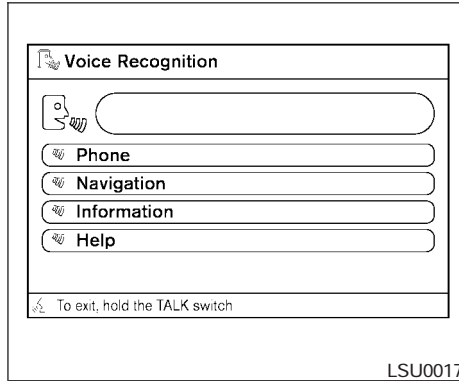 Voice Recognition
Phone
Navigation
Information
Help
To exit, hold the TALK switch
LSU0017